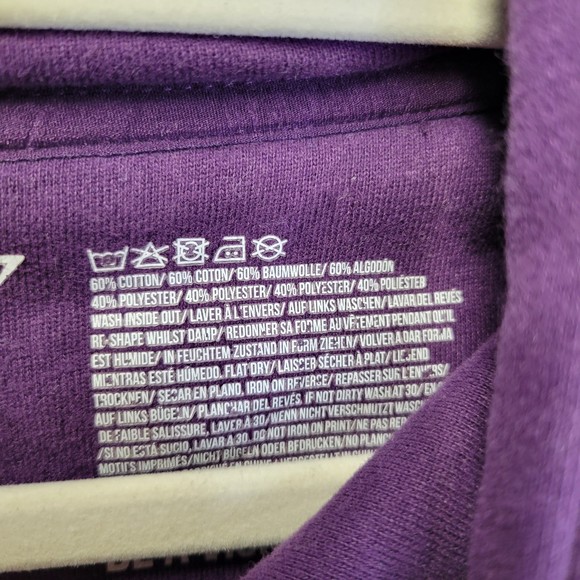 60% COTTON/ 60% COTON/ 60% BAUMWOLLE/ 60% ALGODÓN
40% POLYESTER/ 40% POLYESTER/ 40% POLYESTER/ 40% POLIÉSTER
WASH INSIDE OUT/ LAVER À L'ENVERS/ AUF LINKS WASCHEN/ LAVAR DEL REVÉS
RE-SHAPE WHILST DAMP/ REDONNER SA FORME AU VÊTEMENT PENDANT QU'IL
EST HUMIDE/ IN FEUCHTEM ZUSTAND IN FORM ZIEHEN/ VOLVER A DAR FORMA
MIENTRAS ESTÉ HÚMEDO. FLAT DRY/ LAISSER SÉCHER À PLAT/ LIEGEND
TROCKNEN/ SECAR EN PLANO. IRON ON REVERSE/ REPASSER SUR L'ENVERS/
AUF LINKS BÜGELN/ PLANCHAR DEL REVÉS. IF NOT DIRTY WASH AT 30/ EN
DE FAIBLE SALISSURE, LAVER À 30./ WENN NICHT VERSCHMUTZT WASC
/ SI NO ESTÁ SUCIO, LAVAR A 30. DO NOT IRON ON PRINT/ NE PAS REP
MOTIFS IMPRIMÉS/ NICHT BÜGELN ODER BEDRUCKEN/ NO PLANC